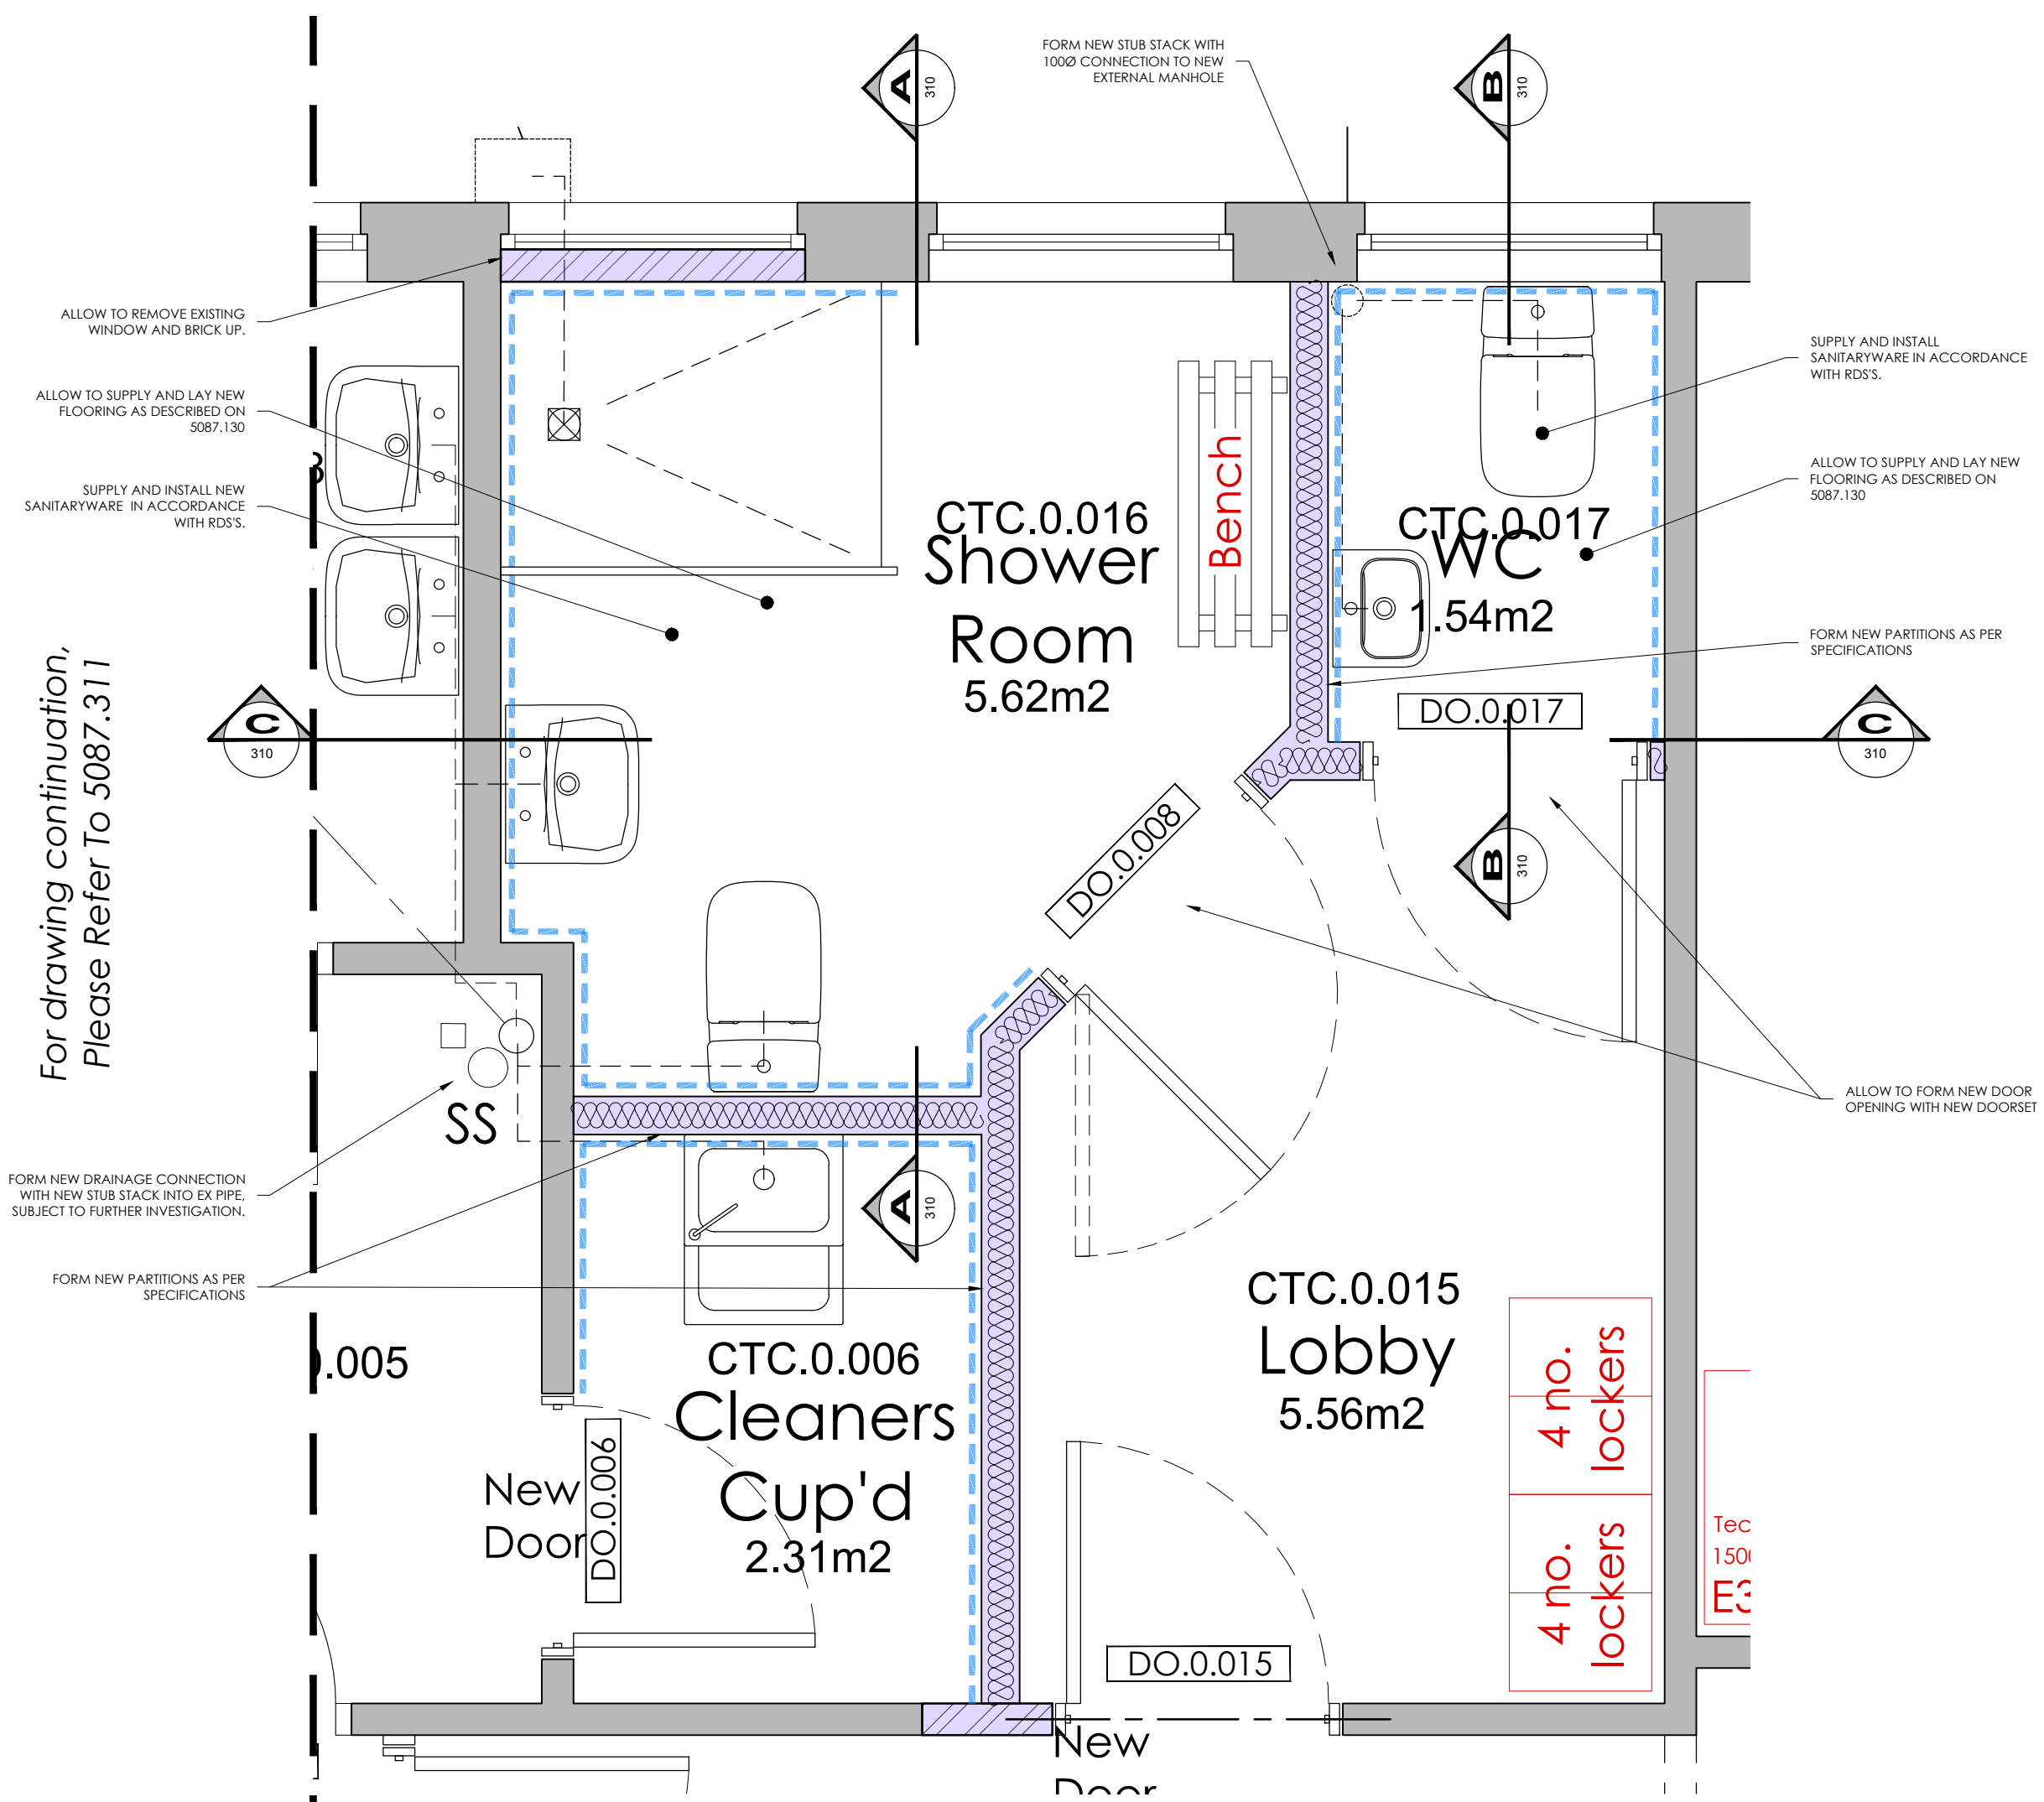 FORM NEW STUB STACK WITH
100Ø CONNECTION TO NEW
EXTERNAL MANHOLE
A
310
B
310
ALLOW TO REMOVE EXISTING
WINDOW AND BRICK UP.
ALLOW TO SUPPLY AND LAY NEW
FLOORING AS DESCRIBED ON
5087.130
SUPPLY AND INSTALL NEW
SANITARYWARE IN ACCORDANCE
WITH RDS'S.
SUPPLY AND INSTALL
SANITARYWARE IN ACCORDANCE
WITH RDS'S.
ALLOW TO SUPPLY AND LAY NEW
FLOORING AS DESCRIBED ON
5087.130
FORM NEW PARTITIONS AS PER
SPECIFICATIONS
CTC.0.016
Shower
Room
5.62m2
Bench
CTC.0.017
WC
1.54m2
DO.0.017
For drawing continuation,
Please Refer To 5087.311
C
310
C
310
DO.0.008
B
310
SS
A
310
ALLOW TO FORM NEW DOOR
OPENING WITH NEW DOORSET
FORM NEW DRAINAGE CONNECTION
WITH NEW STUB STACK INTO EX PIPE,
SUBJECT TO FURTHER INVESTIGATION.
FORM NEW PARTITIONS AS PER
SPECIFICATIONS
.005
CTC.0.006
Cleaners
Cup'd
2.31m2
New
Door
DO.0.006
CTC.0.015
Lobby
5.56m2
4 no.
lockers
4 no.
lockers
Tec
150
E3
DO.0.015
New
Door